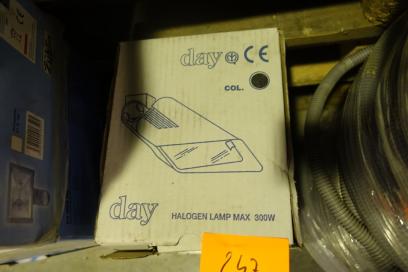 day CE
COL.
day
HALOGEN LAMP MAX 300W
247